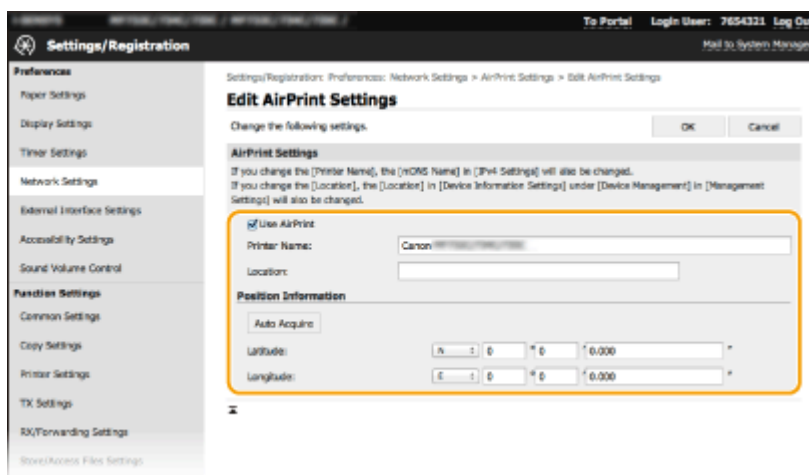 To Portal Login User: 7654321 Log Ou
Settings/Registration
Mail to System Manage
Preferences
Paper Settings
Display Settings
Timer Settings
Network Settings
External Interface Settings
Accessibility Settings
Sound Volume Control
Function Settings
Common Settings
Copy Settings
Printer Settings
TX Settings
RX/Forwarding Settings
Store/Access Files Settings
Settings/Registration: Preferences: Network Settings > AirPrint Settings > Edit AirPrint Settings
Edit AirPrint Settings
Change the following settings.
OK Cancel
AirPrint Settings
If you change the [Printer Name], the [mDNS Name] in [IPv4 Settings] will also be changed.
If you change the [Location], the [Location] in [Device Information Settings] under [Device Management] in [Management
Settings] will also be changed.
Use AirPrint
Printer Name: Canon
Location:
Position Information
Auto Acquire
Latitude: N 0 ° 0 ' 0.000 "
Longitude: E 0 ° 0 ' 0.000 "